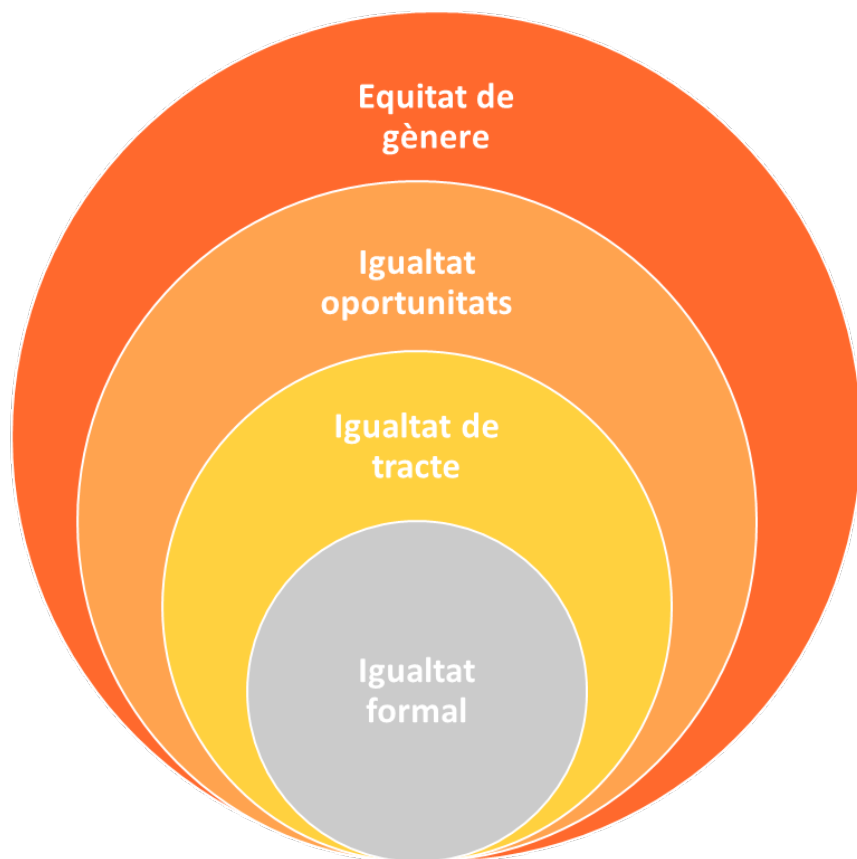 Equitat de
gènere
Igualtat
oportunitats
Igualtat de
tracte
Igualtat
formal